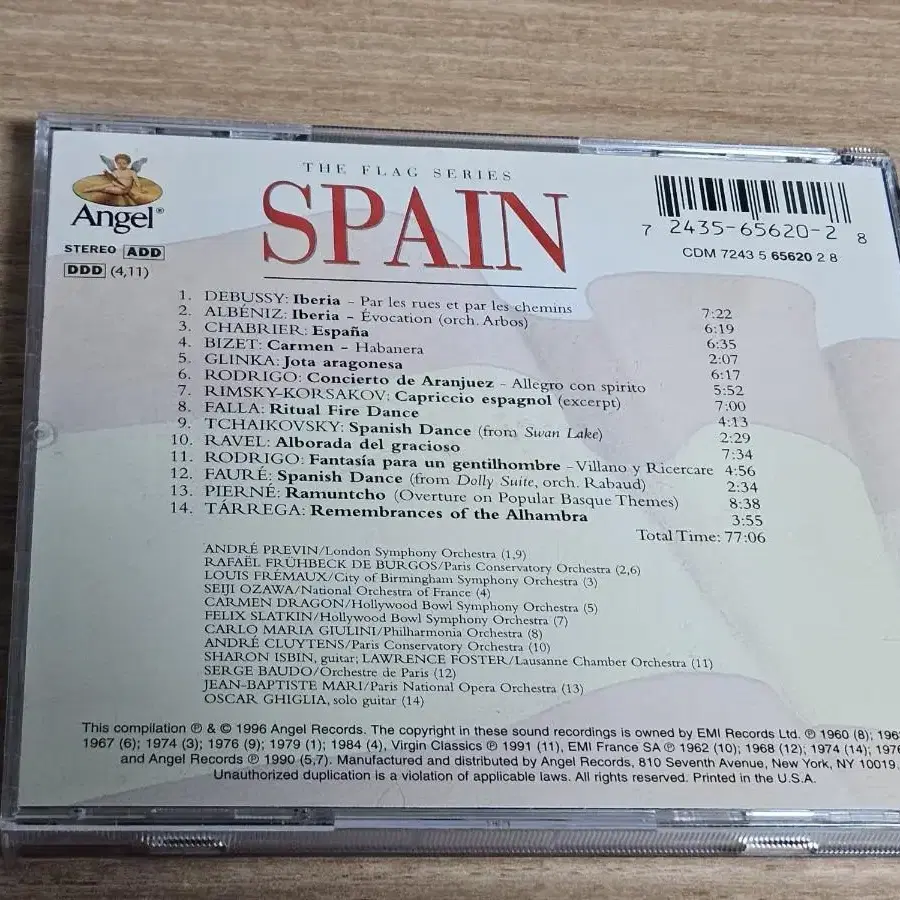 THE FLAG SERIES
SPAIN
Angel®
STEREO ADD
DDD (4,11)
7 2435-65620-2 8
CDM 7243 5 65620 2 8
1. DEBUSSY: Iberia – Par les rues et par les chemins 7:22
2. ALBÉNIZ: Iberia – Évocation (orch. Arbos) 6:19
3. CHABRIER: España 6:35
4. BIZET: Carmen – Habanera 2:07
5. GLINKA: Jota aragonesa 6:17
6. RODRIGO: Concierto de Aranjuez – Allegro con spirito 5:52
7. RIMSKY-KORSAKOV: Capriccio espagnol (excerpt) 7:00
8. FALLA: Ritual Fire Dance 4:13
9. TCHAIKOVSKY: Spanish Dance (from Swan Lake) 2:29
10. RAVEL: Alborada del gracioso 7:34
11. RODRIGO: Fantasía para un gentilhombre – Villano y Ricercare 4:56
12. FAURÉ: Spanish Dance (from Dolly Suite, orch. Rabaud) 2:34
13. PIERNÉ: Ramuntcho (Overture on Popular Basque Themes) 8:38
14. TÁRREGA: Remembrances of the Alhambra 3:55
Total Time: 77:06
ANDRÉ PREVIN/London Symphony Orchestra (1,9)
RAFAËL FRÜHBECK DE BURGOS/Paris Conservatory Orchestra (2,6)
LOUIS FRÉMAUX/City of Birmingham Symphony Orchestra (3)
SEIJI OZAWA/National Orchestra of France (4)
CARMEN DRAGON/Hollywood Bowl Symphony Orchestra (5)
FELIX SLATKIN/Hollywood Bowl Symphony Orchestra (7)
CARLO MARIA GIULINI/Philharmonia Orchestra (8)
ANDRÉ CLUYTENS/Paris Conservatory Orchestra (10)
SHARON ISBIN, guitar; LAWRENCE FOSTER/Lausanne Chamber Orchestra (11)
SERGE BAUDO/Orchestre de Paris (12)
JEAN-BAPTISTE MARI/Paris National Opera Orchestra (13)
OSCAR GHIGLIA, solo guitar (14)
This compilation ℗ & © 1996 Angel Records. The copyright in these sound recordings is owned by EMI Records Ltd. ℗ 1960 (8);
1967 (6); 1974 (3); 1976 (9); 1979 (1); 1984 (4), Virgin Classics ℗ 1991 (11), EMI France SA ℗ 1962 (10); 1968 (12); 1974 (14);
and Angel Records ℗ 1990 (5,7). Manufactured and distributed by Angel Records, 810 Seventh Avenue, New York, NY 10019.
Unauthorized duplication is a violation of applicable laws. All rights reserved. Printed in the U.S.A.